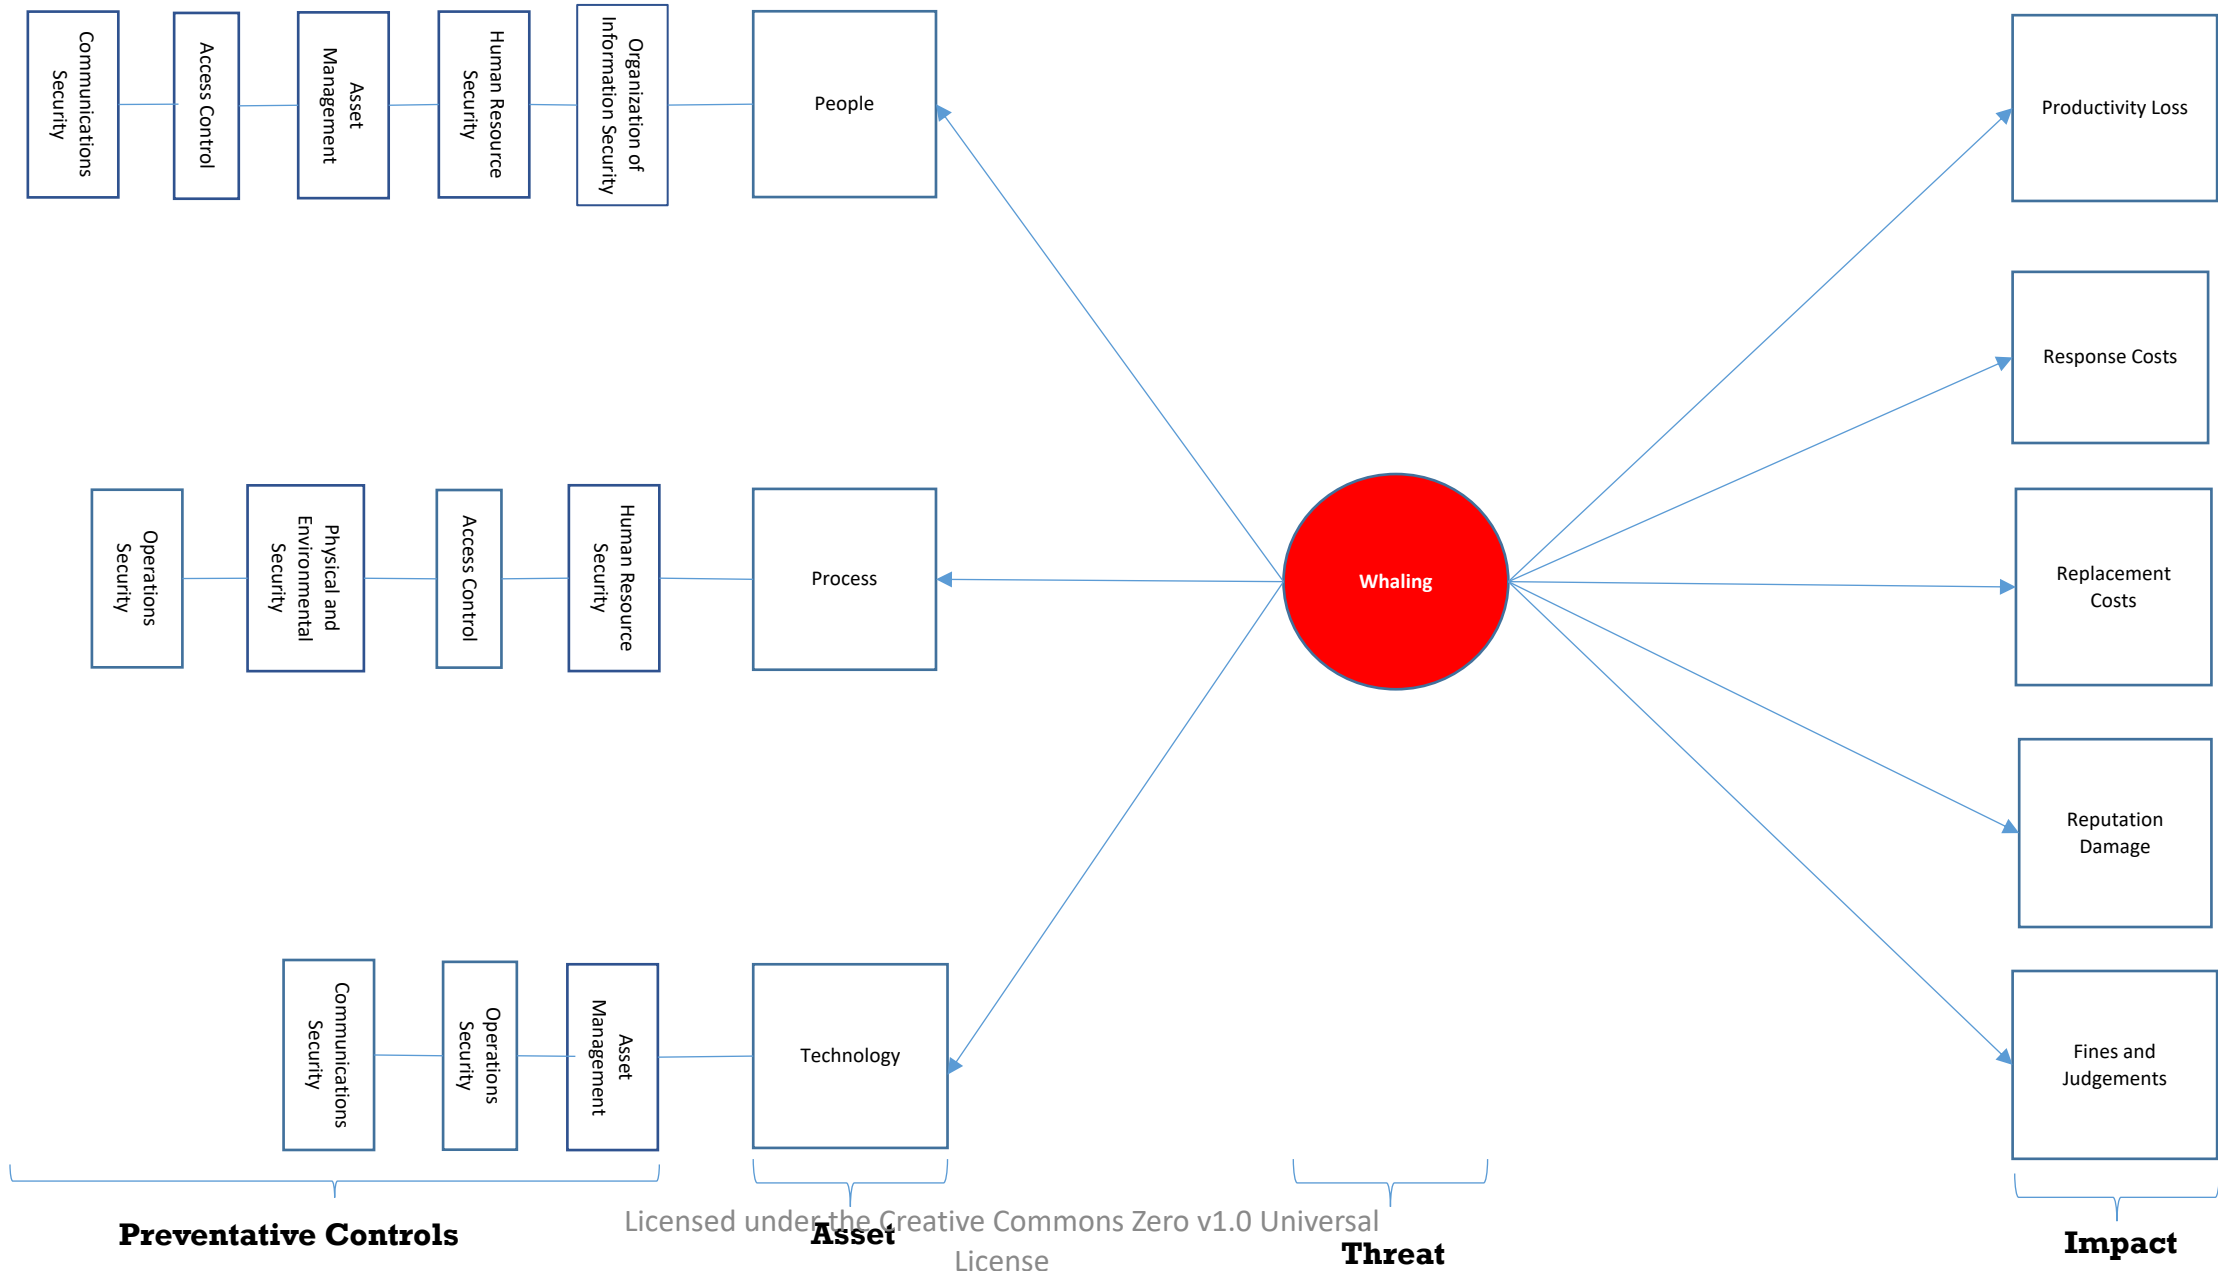 Communications
Security
Access Control
Asset
Management
Human Resource
Security
Organization of
Information Security
People
Productivity Loss
Response Costs
Operations
Security
Physical and
Environmental
Security
Access Control
Human Resource
Security
Process
Whaling
Replacement
Costs
Reputation
Damage
Communications
Security
Operations
Security
Asset
Management
Technology
Fines and
Judgements
Preventative Controls
Asset
Threat
Impact
Licensed under the Creative Commons Zero v1.0 Universal
License